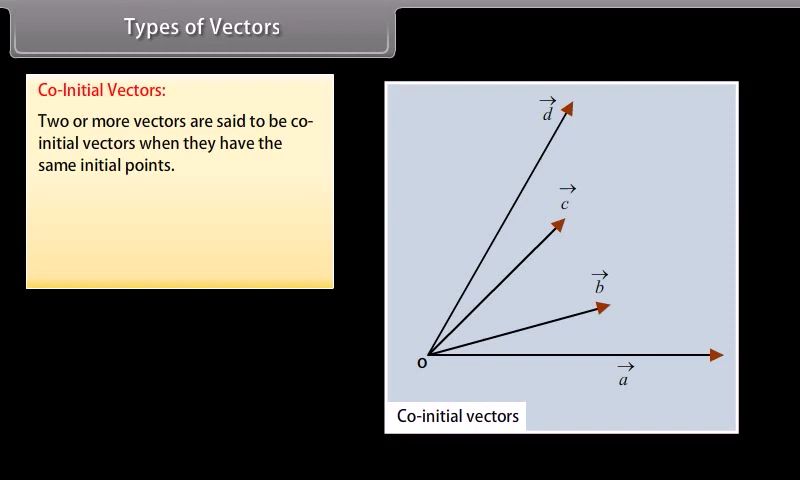 Types of Vectors
Co-Initial Vectors:
Two or more vectors are said to be co-
initial vectors when they have the
same initial points.
d
c
b
O
a
Co-initial vectors